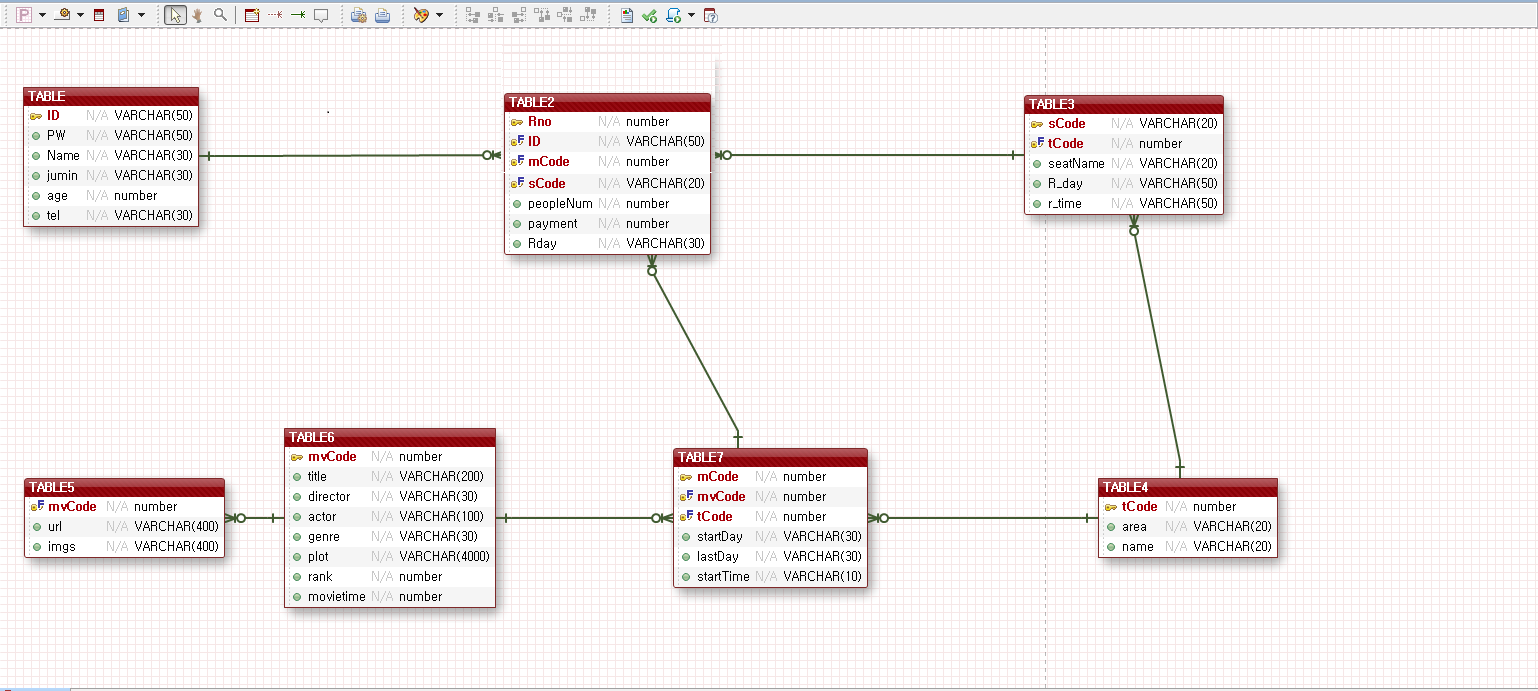 TABLE
ID N/A VARCHAR(50)
PW N/A VARCHAR(50)
Name N/A VARCHAR(30)
jumin N/A VARCHAR(30)
age N/A number
tel N/A VARCHAR(30)
TABLE2
Rno N/A number
ID N/A VARCHAR(50)
mCode N/A number
sCode N/A VARCHAR(20)
peopleNum N/A number
payment N/A number
Rday N/A VARCHAR(30)
TABLE3
sCode N/A VARCHAR(20)
tCode N/A number
seatName N/A VARCHAR(20)
R_day N/A VARCHAR(50)
r_time N/A VARCHAR(50)
TABLE5
mvCode N/A number
url N/A VARCHAR(400)
imgs N/A VARCHAR(400)
TABLE6
mvCode N/A number
title N/A VARCHAR(200)
director N/A VARCHAR(30)
actor N/A VARCHAR(100)
genre N/A VARCHAR(30)
plot N/A VARCHAR(4000)
rank N/A number
movietime N/A number
TABLE7
mCode N/A number
mvCode N/A number
tCode N/A number
startDay N/A VARCHAR(30)
lastDay N/A VARCHAR(30)
startTime N/A VARCHAR(10)
TABLE4
tCode N/A number
area N/A VARCHAR(20)
name N/A VARCHAR(20)